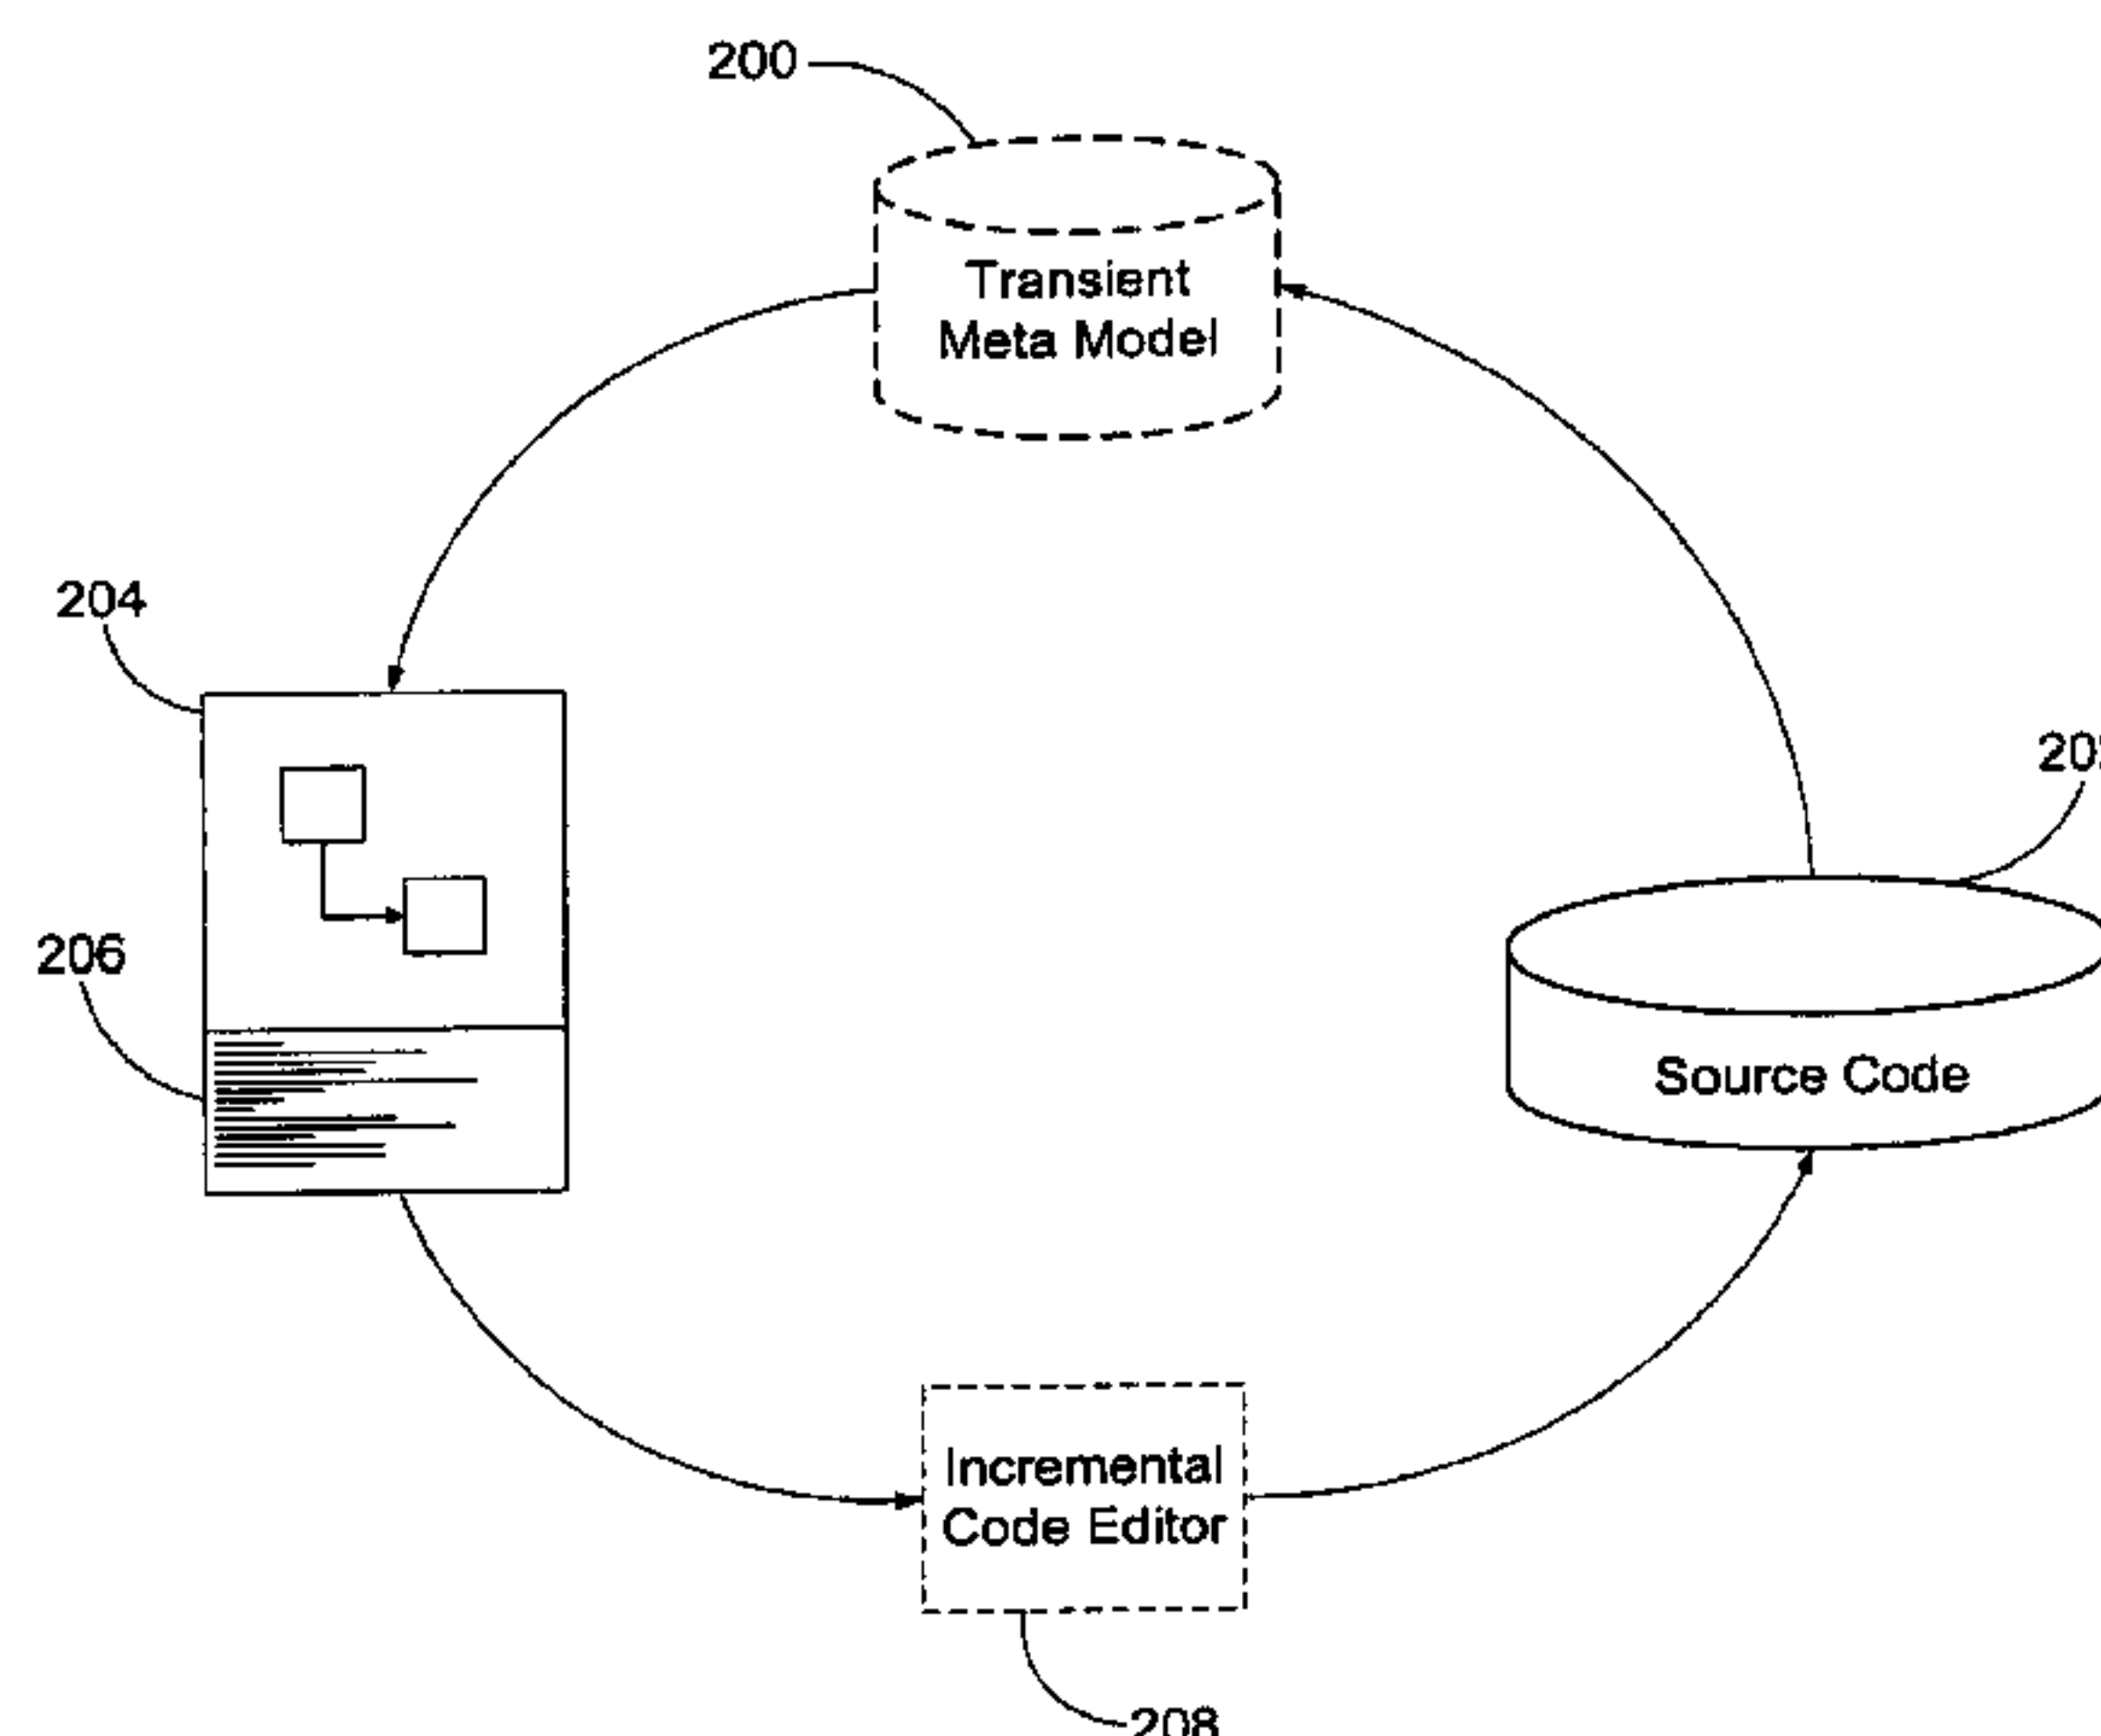 200
Transient
Meta Model
204
206
Source Code
Incremental
Code Editor
208